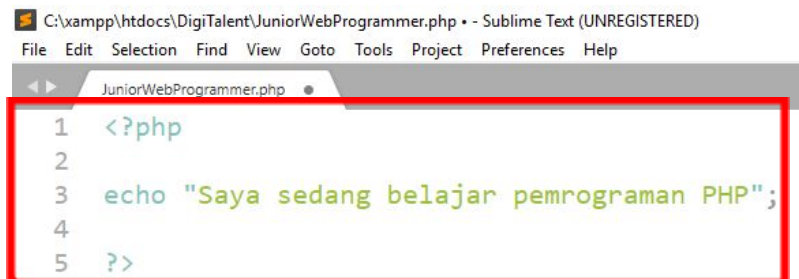 C:\xampp\htdocs\DigiTalent\JuniorWebProgrammer.php • - Sublime Text (UNREGISTERED)
File Edit Selection Find View Goto Tools Project Preferences Help
JuniorWebProgrammer.php
1 <?php
2
3 echo "Saya sedang belajar pemrograman PHP";
4
5 ?>